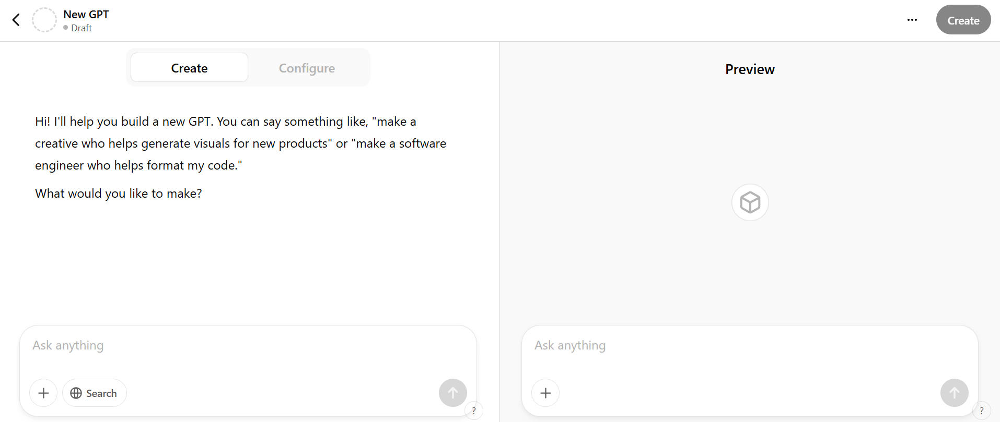 New GPT
Draft
Create
Create
Configure
Preview
Hi! I'll help you build a new GPT. You can say something like, "make a
creative who helps generate visuals for new products" or "make a software
engineer who helps format my code."
What would you like to make?
Ask anything
Search
?
Ask anything
?